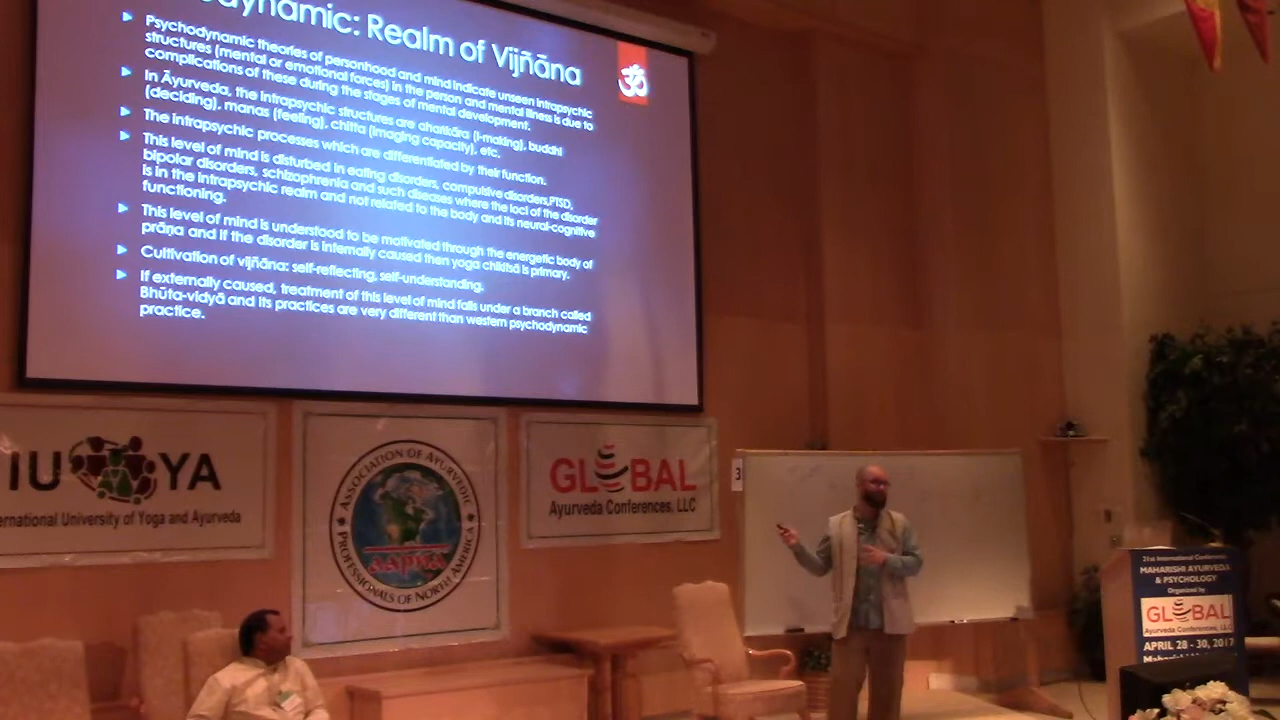 odynamic: Realm of Vijñāna
Psychodynamic theories of personhood and mind indicate unseen intrapsychic
structures (mental or emotional forces) in the person and mental illness is due to
complications of these during the stages of mental development.
In Āyurveda, the intrapsychic structures are ahaṅkāra (I-making), buddhi
(deciding), manas (feeling), chitta (imaging capacity), etc.
The intrapsychic processes which are differentiated by their function.
This level of mind is disturbed in eating disorders, compulsive disorders,PTSD,
bipolar disorders, schizophrenia and such diseases where the loci of the disorder
is in the intrapsychic realm and not related to the body and its neural-cognitive
functioning.
This level of mind is understood to be motivated through the energetic body of
prāṇa and if the disorder is internally caused then yoga chikitsā is primary.
Cultivation of vijñāna: self-reflecting, self-understanding.
If externally caused, treatment of this level of mind falls under a branch called
Bhūta-vidyā and its practices are very different than western psychodynamic
practice.
ॐ
IU YA
ernational University of Yoga and Ayurveda
ASSOCIATION OF AYURVEDIC
PROFESSIONALS OF NORTH AMERICA
AAPNA
GLOBAL
Ayurveda Conferences, LLC
3
21st International Conference
MAHARISHI AYURVEDA
& PSYCHOLOGY
Organized by
GLOBAL
Ayurveda Conferences, LLC
APRIL 28 - 30, 2017